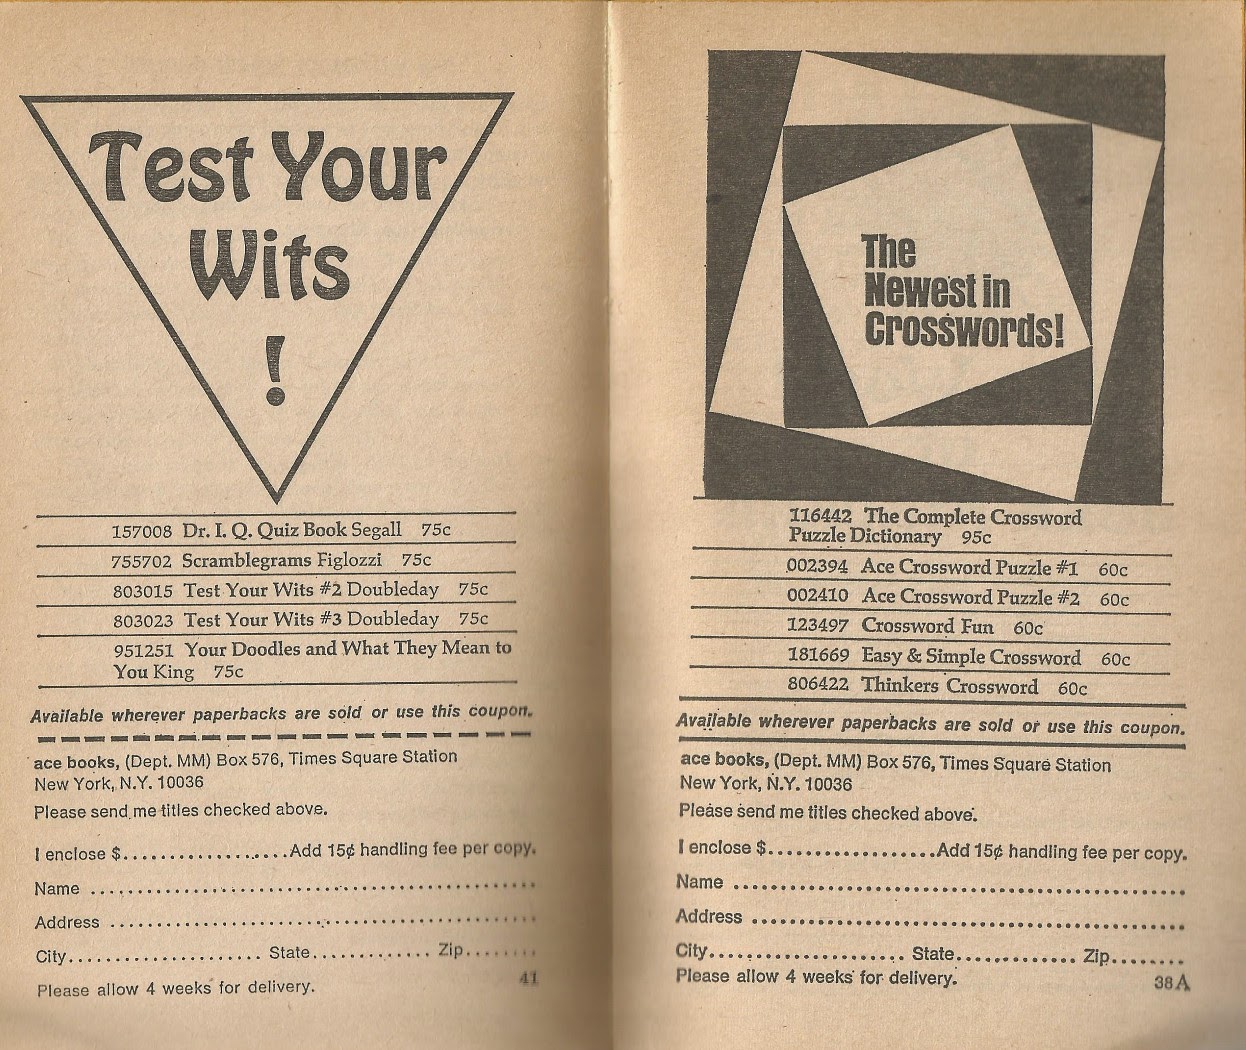 Test Your
Wits
!
157008 Dr. I. Q. Quiz Book Segall 75c
755702 Scramblegrams Figlozzi 75c
803015 Test Your Wits #2 Doubleday 75c
803023 Test Your Wits #3 Doubleday 75c
951251 Your Doodles and What They Mean to
You King 75c
Available wherever paperbacks are sold or use this coupon.
ace books, (Dept. MM) Box 576, Times Square Station
New York, N.Y. 10036
Please send me titles checked above.
I enclose $..................Add 15¢ handling fee per copy.
Name ................................................
Address ..............................................
City...................... State............. Zip........
Please allow 4 weeks for delivery.
41
The
Newest in
Crosswords!
116442 The Complete Crossword
Puzzle Dictionary 95c
002394 Ace Crossword Puzzle #1 60c
002410 Ace Crossword Puzzle #2 60c
123497 Crossword Fun 60c
181669 Easy & Simple Crossword 60c
806422 Thinkers Crossword 60c
Available wherever paperbacks are sold or use this coupon.
ace books, (Dept. MM) Box 576, Times Square Station
New York, N.Y. 10036
Please send me titles checked above.
I enclose $..................Add 15¢ handling fee per copy.
Name ................................................
Address ..............................................
City...................... State............. Zip........
Please allow 4 weeks for delivery.
38A